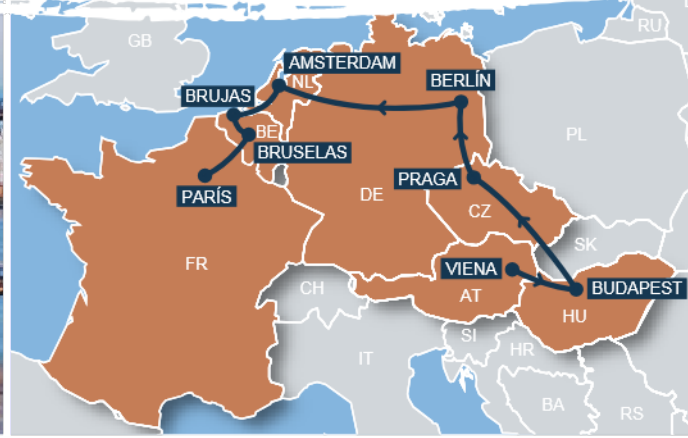 RU
GB
AMSTERDAM
NL
BERLÍN
BRUJAS
BE
PL
BRUSELAS
PRAGA
PARÍS
DE
CZ
SK
FR
VIENA
CH
AT
BUDAPEST
HU
SI
HR
IT
BA
RS